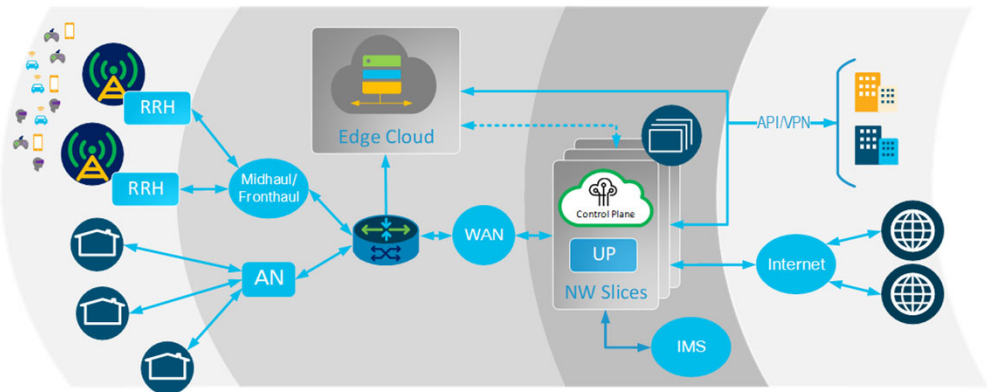 RRH
RRH
Midhaul/
Fronthaul
AN
Edge Cloud
WAN
Control Plane
UP
NW Slices
IMS
API/VPN
Internet